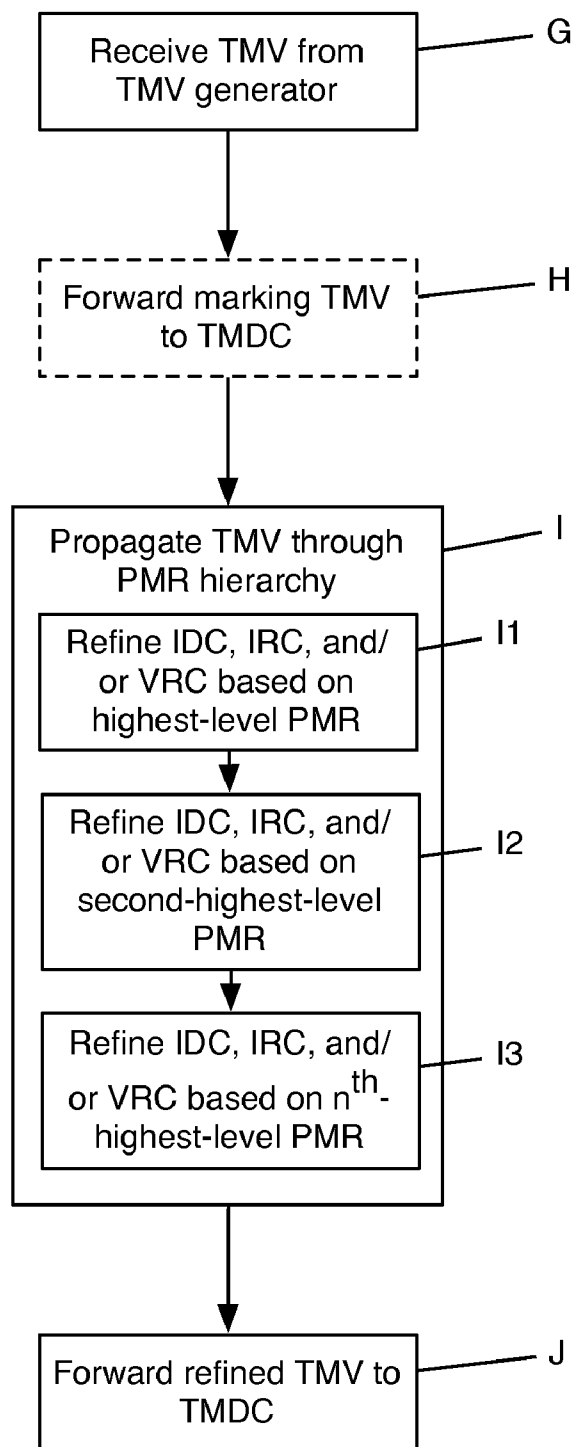 Receive TMV from
TMV generator
G
Forward marking TMV
to TMDC
H
Propagate TMV through
PMR hierarchy
I
Refine IDC, IRC, and/
or VRC based on
highest-level PMR
I1
Refine IDC, IRC, and/
or VRC based on
second-highest-level
PMR
I2
Refine IDC, IRC, and/
or VRC based on nth-
highest-level PMR
I3
Forward refined TMV to
TMDC
J